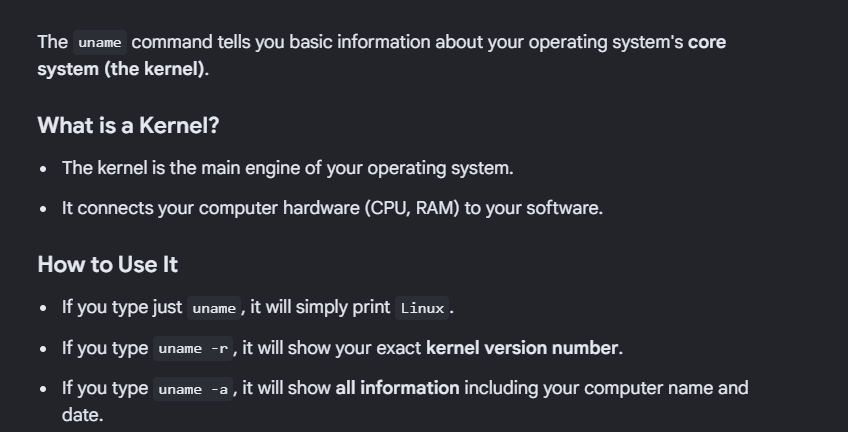 The uname command tells you basic information about your operating system's core
system (the kernel).
What is a Kernel?
• The kernel is the main engine of your operating system.
• It connects your computer hardware (CPU, RAM) to your software.
How to Use It
• If you type just uname, it will simply print Linux.
• If you type uname -r, it will show your exact kernel version number.
• If you type uname -a, it will show all information including your computer name and
date.